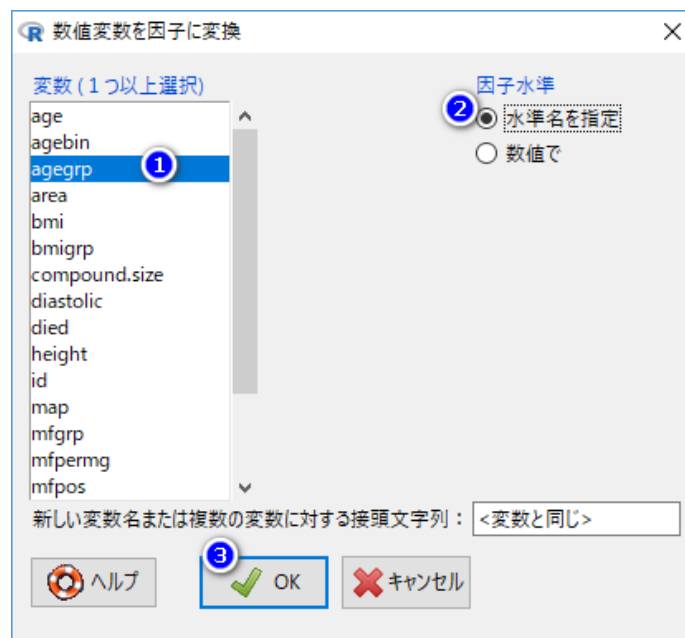 数値変数を因子に変換
変数 (1つ以上選択)
因子水準
age
agebin
agegrp
area
bmi
bmigrp
compound.size
diastolic
died
height
id
map
mfgrp
mfpermg
mfpos
1
2
水準名を指定
数値で
新しい変数名または複数の変数に対する接頭文字列：
<変数と同じ>
3
ヘルプ
OK
キャンセル